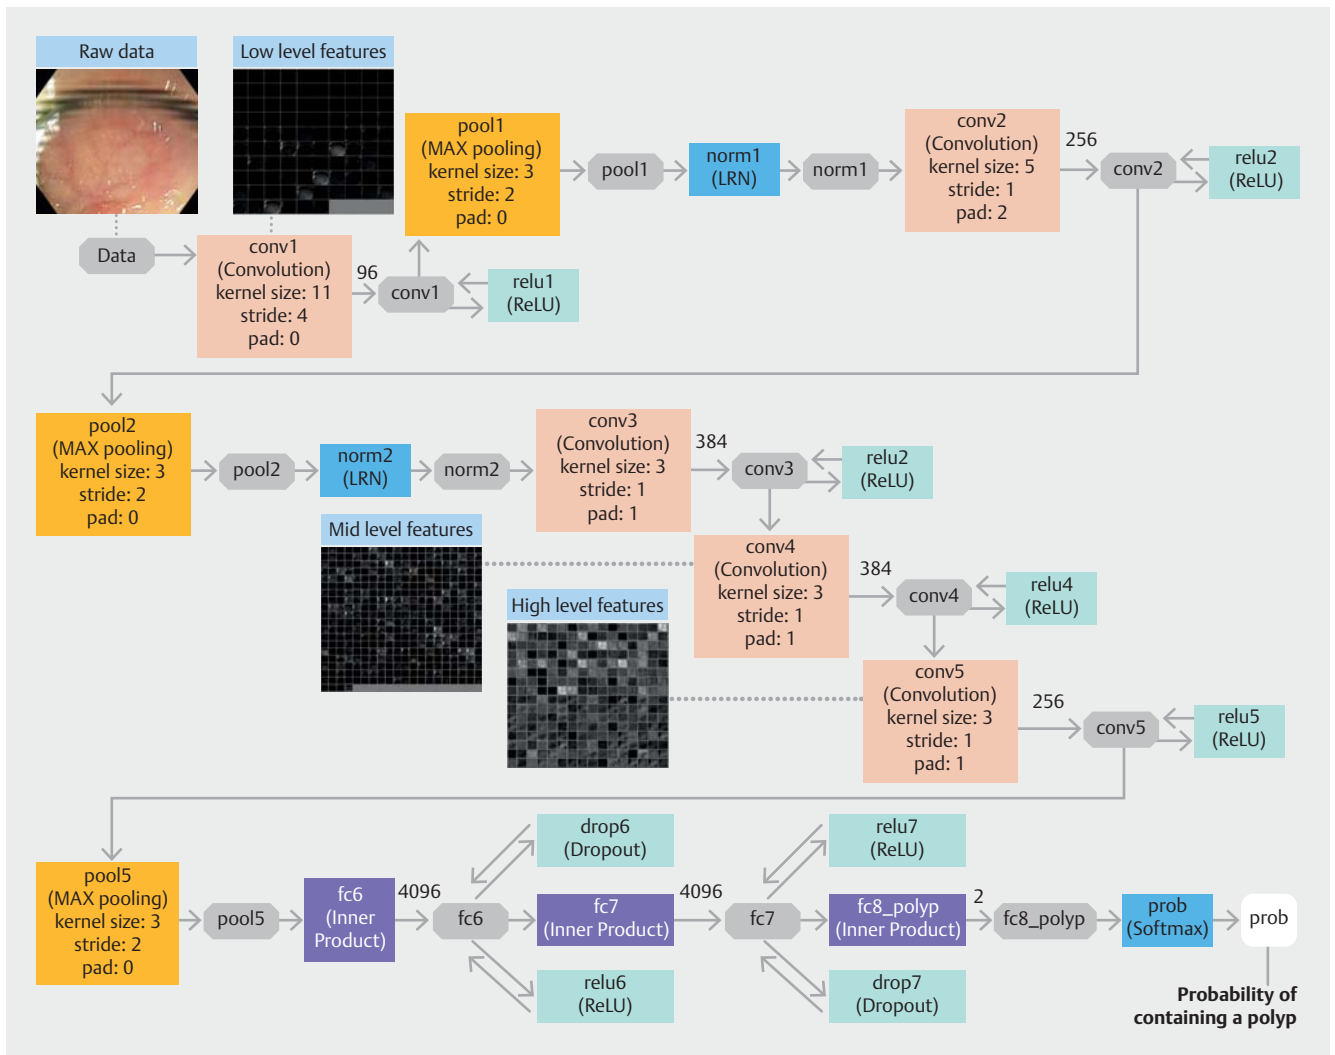 Raw data
Low level features
pool1
(MAX pooling)
kernel size: 3
stride: 2
pad: 0
pool1
norm1
(LRN)
norm1
conv2
(Convolution)
kernel size: 5
stride: 1
pad: 2
256
conv2
relu2
(ReLU)
Data
conv1
(Convolution)
kernel size: 11
stride: 4
pad: 0
96
conv1
relu1
(ReLU)
pool2
(MAX pooling)
kernel size: 3
stride: 2
pad: 0
pool2
norm2
(LRN)
norm2
conv3
(Convolution)
kernel size: 3
stride: 1
pad: 1
384
conv3
relu2
(ReLU)
Mid level features
conv4
(Convolution)
kernel size: 3
stride: 1
pad: 1
384
conv4
relu4
(ReLU)
High level features
conv5
(Convolution)
kernel size: 3
stride: 1
pad: 1
256
conv5
relu5
(ReLU)
pool5
(MAX pooling)
kernel size: 3
stride: 2
pad: 0
pool5
fc6
(Inner
Product)
4096
fc6
drop6
(Dropout)
fc7
(Inner Product)
relu6
(ReLU)
4096
fc7
relu7
(ReLU)
fc8_polyp
(Inner Product)
drop7
(Dropout)
2
fc8_polyp
prob
(Softmax)
prob
Probability of
containing a polyp